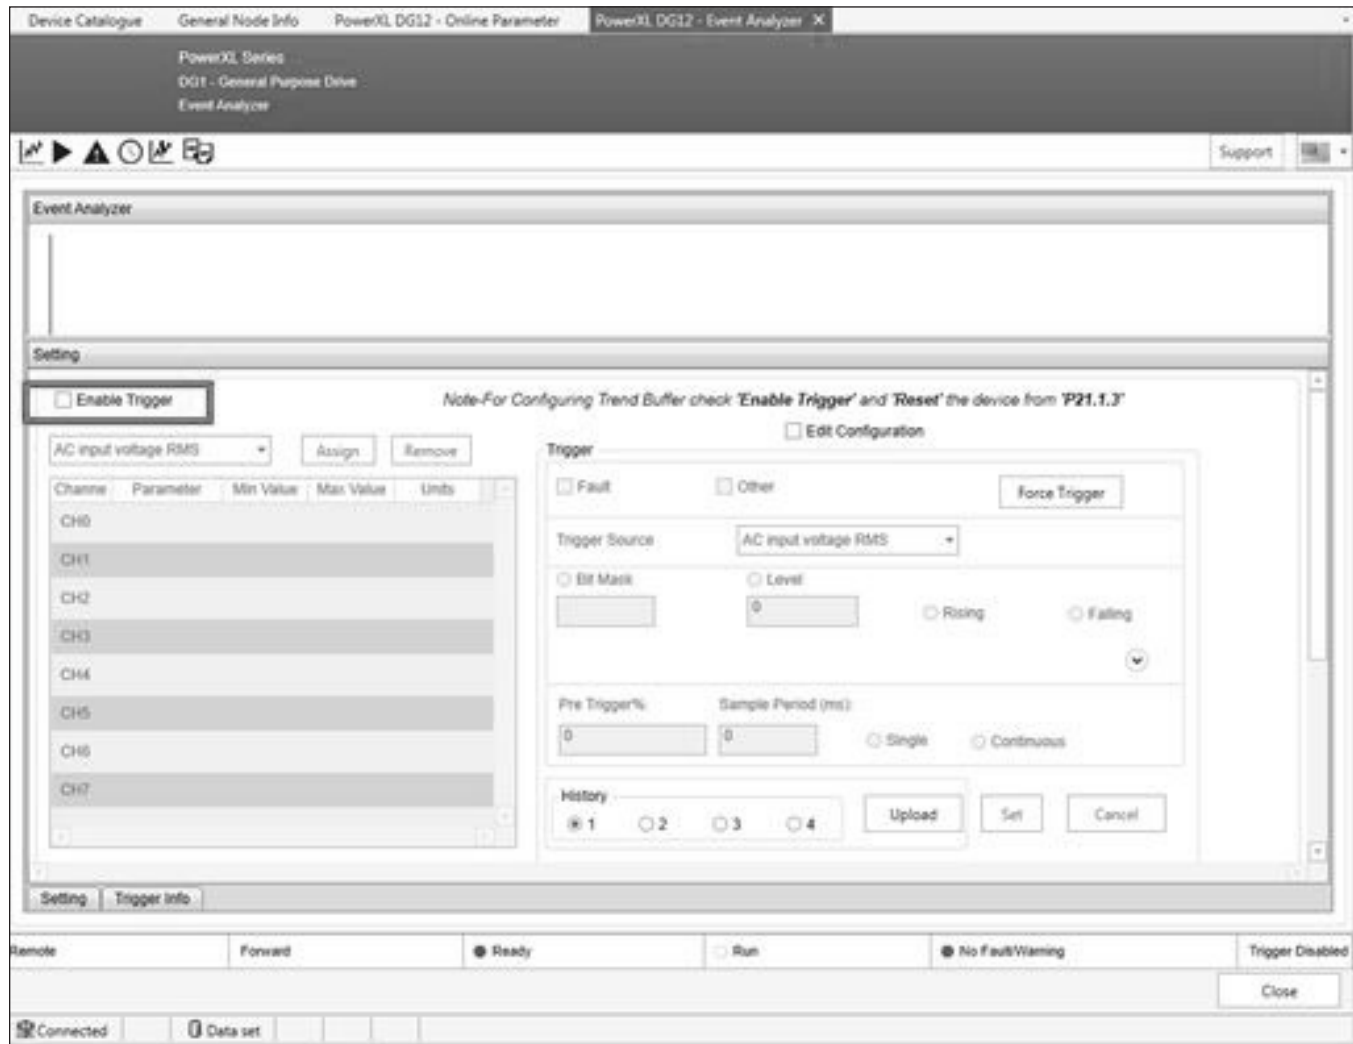 Device Catalogue General Node Info PowerXL DG12 - Online Parameter PowerXL DG12 - Event Analyzer X
PowerXL Series
DG1 - General Purpose Drive
Event Analyzer
Support
Event Analyzer
Setting
Enable Trigger Note-For Configuring Trend Buffer check 'Enable Trigger' and 'Reset' the device from 'P21.1.3'
Edit Configuration
AC input voltage RMS Assign Remove Trigger
Channe Parameter Min Value Max Value Units
Fault Other Force Trigger
CH0
Trigger Source AC input voltage RMS
CH1
Bit Mask Level
CH2
0 Rising Falling
CH3
CH4
Pre Trigger% Sample Period (ms)
CH5
0 0 Single Continuous
CH6
CH7
History
1 2 3 4 Upload Set Cancel
Setting Trigger Info
Remote Forward Ready Run No Fault/Warning Trigger Disabled
Close
Connected Data set